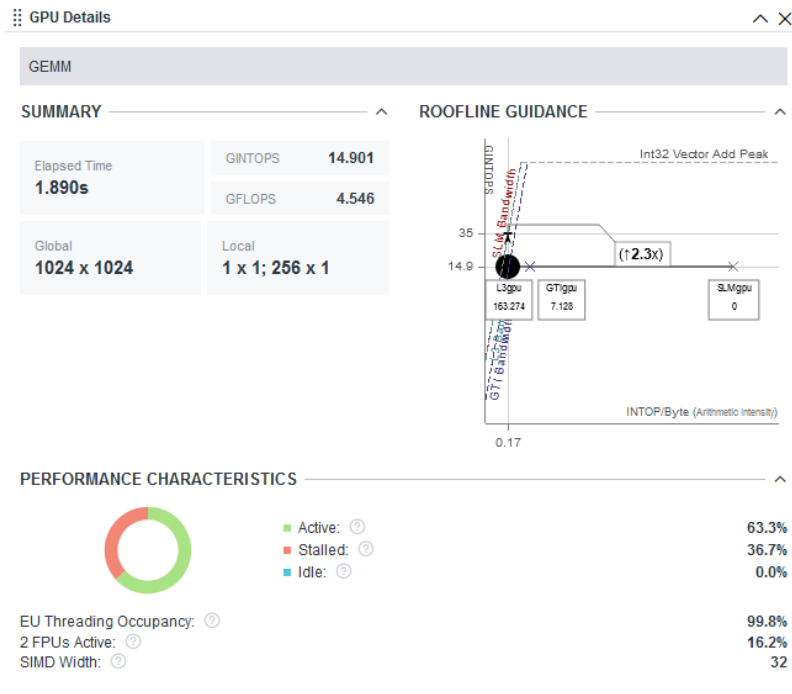 GPU Details
GEMM
SUMMARY
Elapsed Time
1.890s
GINTOPS 14.901
GFLOPS 4.546
Global
1024 x 1024
Local
1 x 1; 256 x 1
ROOFLINE GUIDANCE
GINTOPS
Int32 Vector Add Peak
SLM Bandwidth
35
(↑2.3x)
14.9
L3gpu
163.274
GTIgpu
7.128
SLMgpu
0
GTI Bandwidth
INTOP/Byte (Arithmetic Intensity)
0.17
PERFORMANCE CHARACTERISTICS
Active: 63.3%
Stalled: 36.7%
Idle: 0.0%
EU Threading Occupancy: 99.8%
2 FPUs Active: 16.2%
SIMD Width: 32